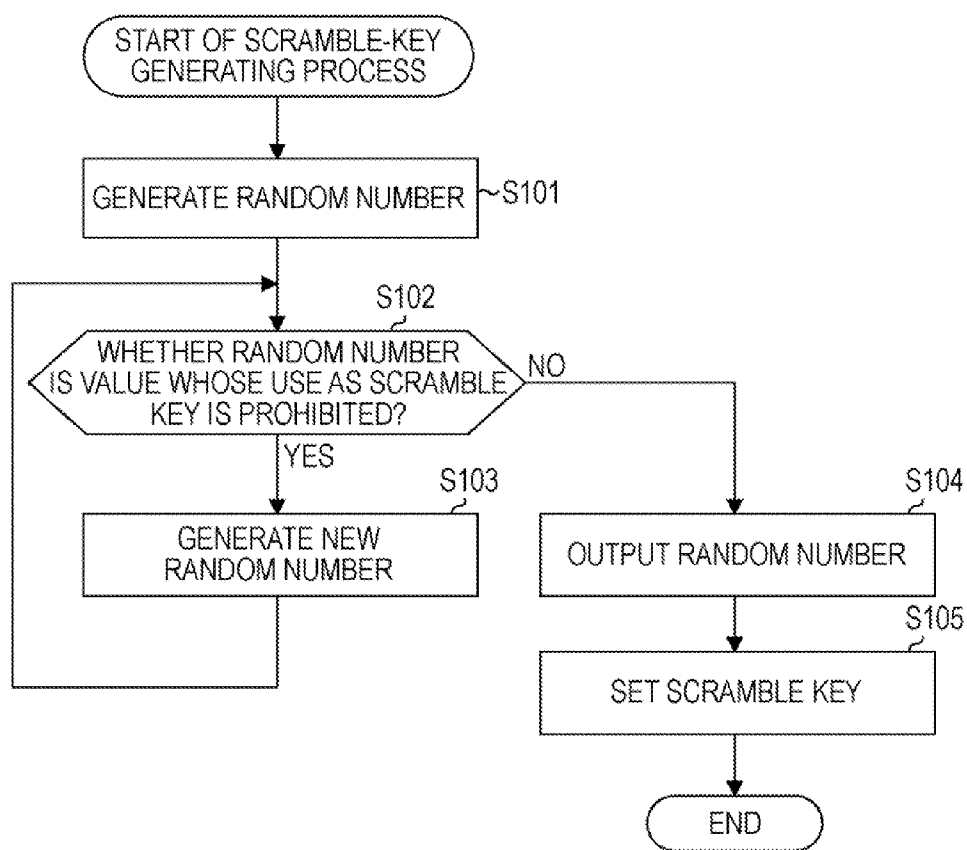 START OF SCRAMBLE-KEY
GENERATING PROCESS
GENERATE RANDOM NUMBER
S101
S102
WHETHER RANDOM NUMBER
IS VALUE WHOSE USE AS SCRAMBLE
KEY IS PROHIBITED?
NO
YES
S103
GENERATE NEW
RANDOM NUMBER
S104
OUTPUT RANDOM NUMBER
S105
SET SCRAMBLE KEY
END